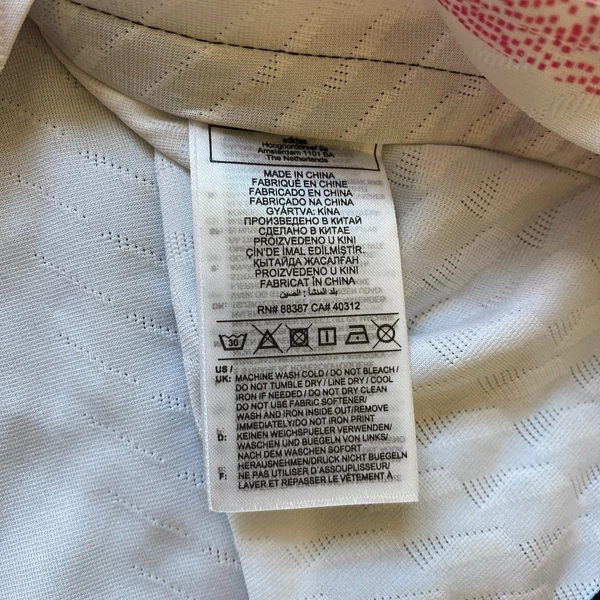 adidas
Hoogoorddreef 9a
Amsterdam 1101 BA
The Netherlands
MADE IN CHINA
FABRIQUÉ EN CHINE
FABRICADO EN CHINA
FABRICADO NA CHINA
GYÁRTVA: KÍNA
ПРОИЗВЕДЕНО В КИТАЙ
СДЕЛАНО В КИТАЕ
PROIZVEDENO U KINI
ÇIN'DE İMAL EDİLMİŞTİR.
ҚЫТАЙДА ЖАСАЛҒАН
PROIZVEDENO U KINI
FABRICAT ÎN CHINA
بلد المنشأ : الصين
RN# 88387 CA# 40312
30
US /
UK: MACHINE WASH COLD / DO NOT BLEACH /
DO NOT TUMBLE DRY / LINE DRY / COOL
IRON IF NEEDED / DO NOT DRY CLEAN
DO NOT USE FABRIC SOFTENER/
WASH AND IRON INSIDE OUT/REMOVE
IMMEDIATELY/DO NOT IRON PRINT
D: KEINEN WEICHSPUELER VERWENDEN/
WASCHEN UND BUEGELN VON LINKS/
NACH DEM WASCHEN SOFORT
HERAUSNEHMEN/DRUCK NICHT BUEGELN
F: NE PAS UTILISER D'ASSOUPLISSEUR/
LAVER ET REPASSER LE VÊTEMENT À